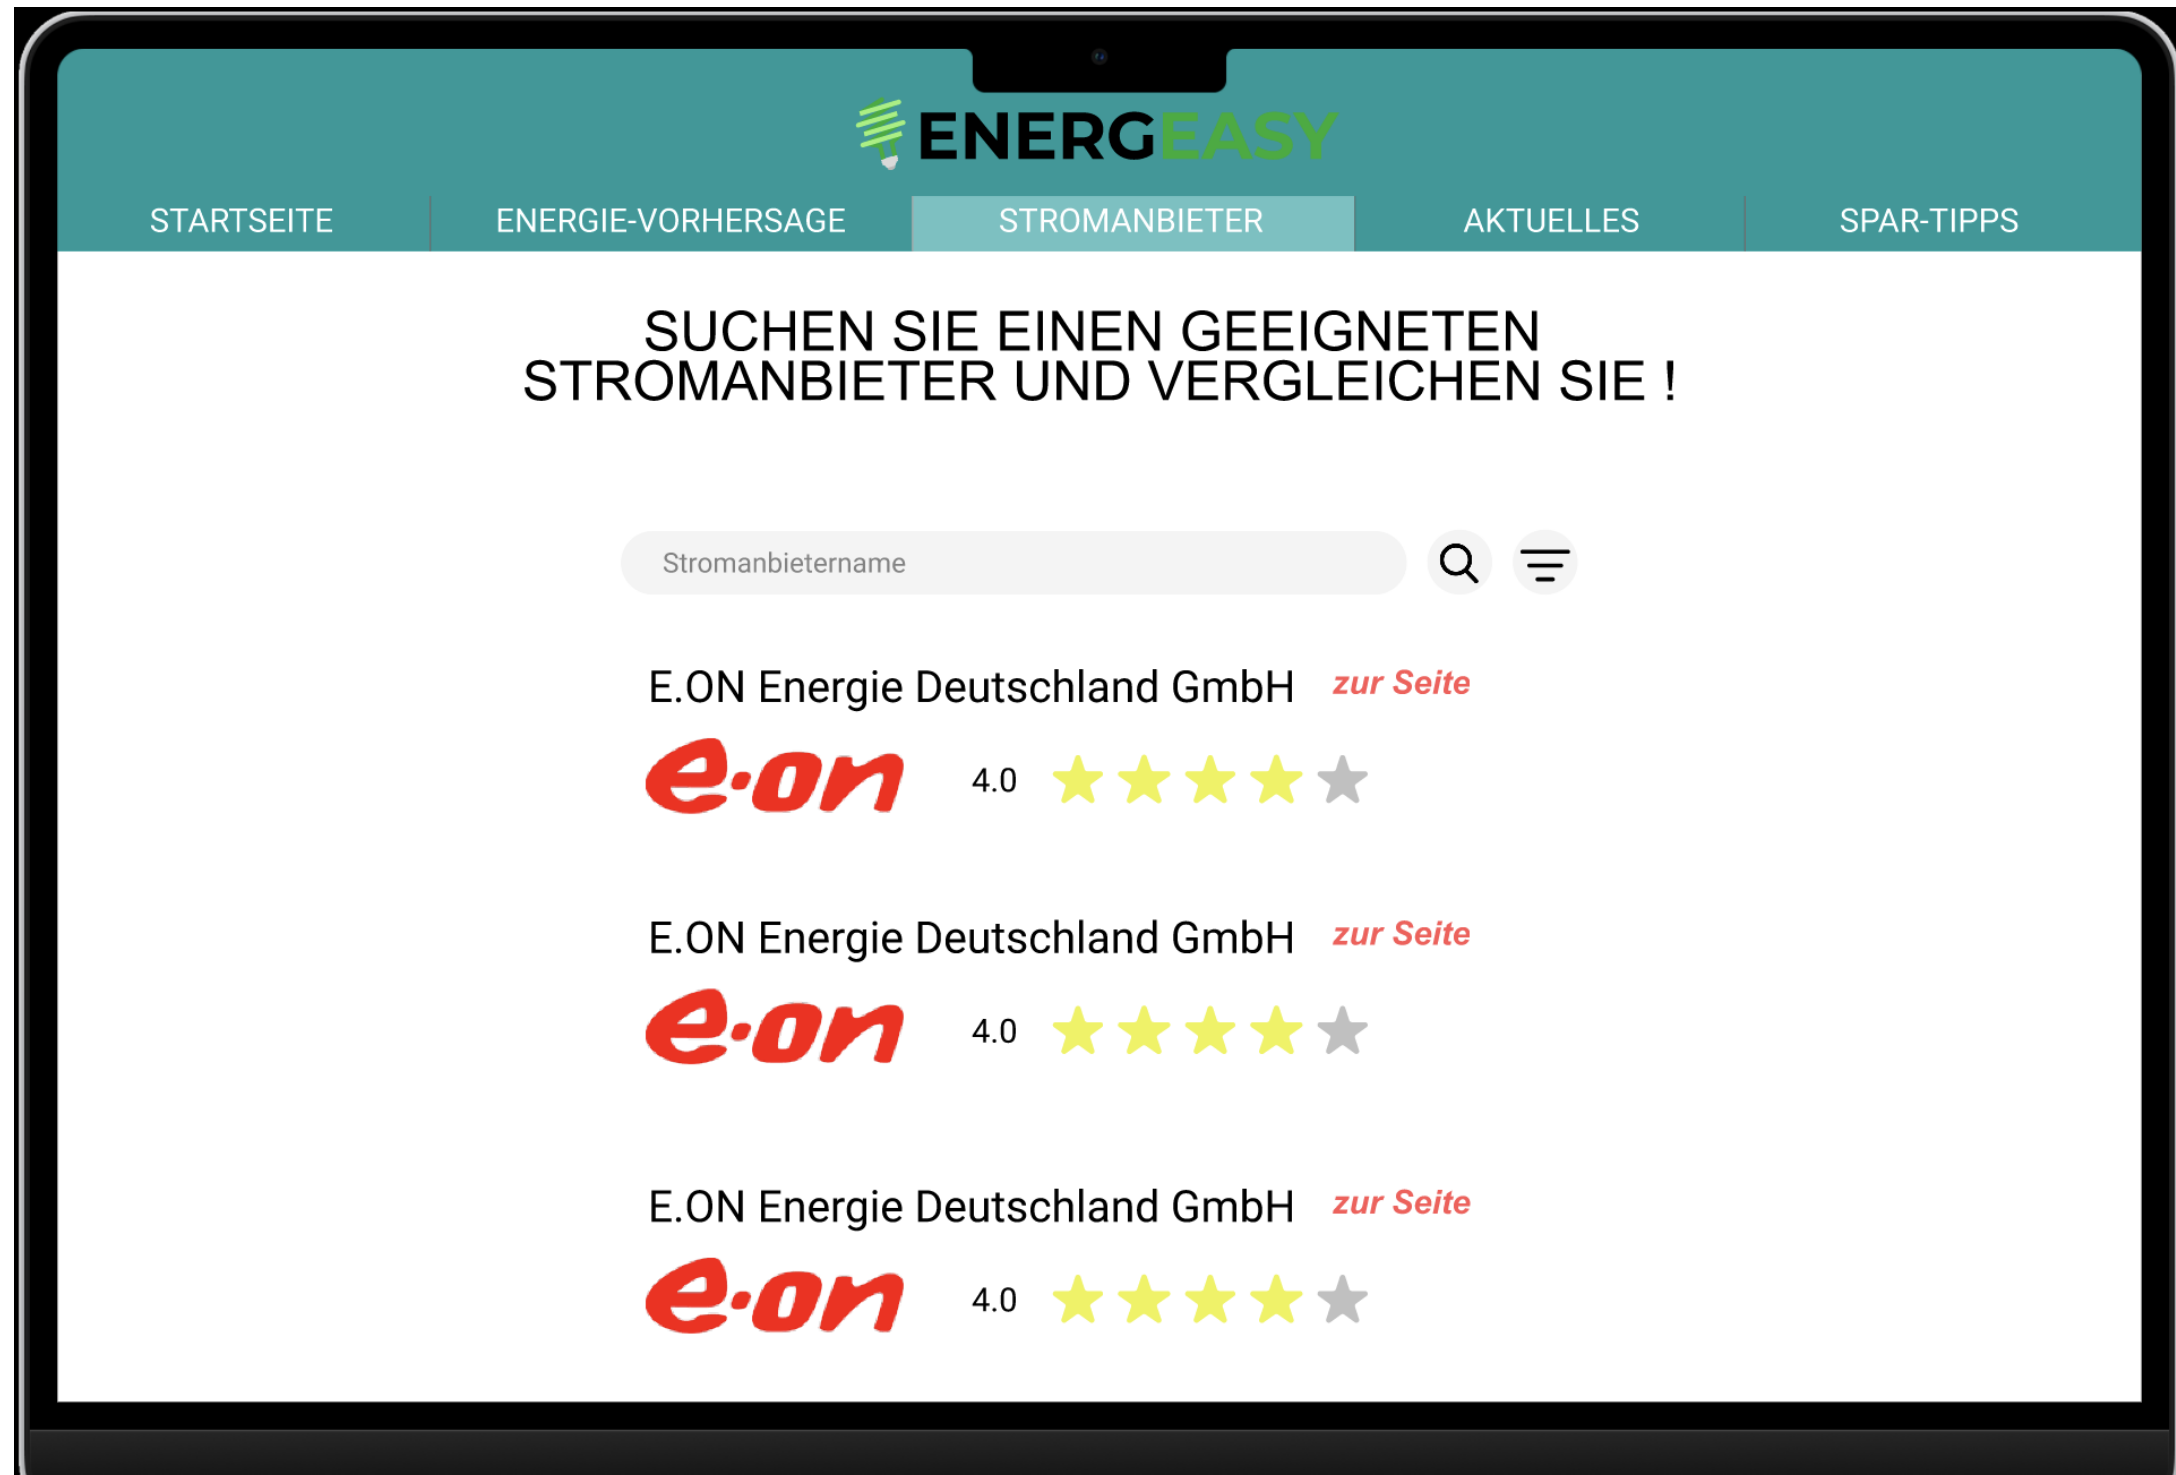 ENERGEASY
STARTSEITE
ENERGIE-VORHERSAGE
STROMANBIETER
AKTUELLES
SPAR-TIPPS
SUCHEN SIE EINEN GEEIGNETEN
STROMANBIETER UND VERGLEICHEN SIE !
Stromanbietername
E.ON Energie Deutschland GmbH zur Seite
e·on 4.0
E.ON Energie Deutschland GmbH zur Seite
e·on 4.0
E.ON Energie Deutschland GmbH zur Seite
e·on 4.0